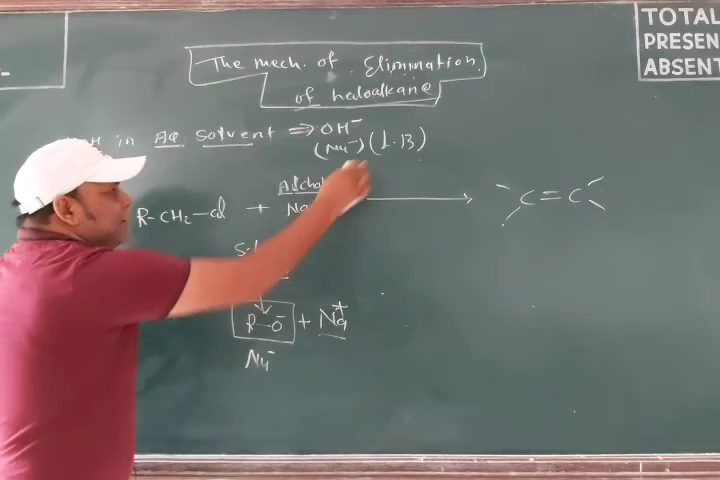 The mech. of Elimination
of haloalkane
TOTAL
PRESEN
ABSENT
H in Aq solvent ⇒ OH⁻
(Nu⁻) (L.B)
R-CH₂-Cl + Na
C=C
R-O⁻ + Na⁺
Nu⁻